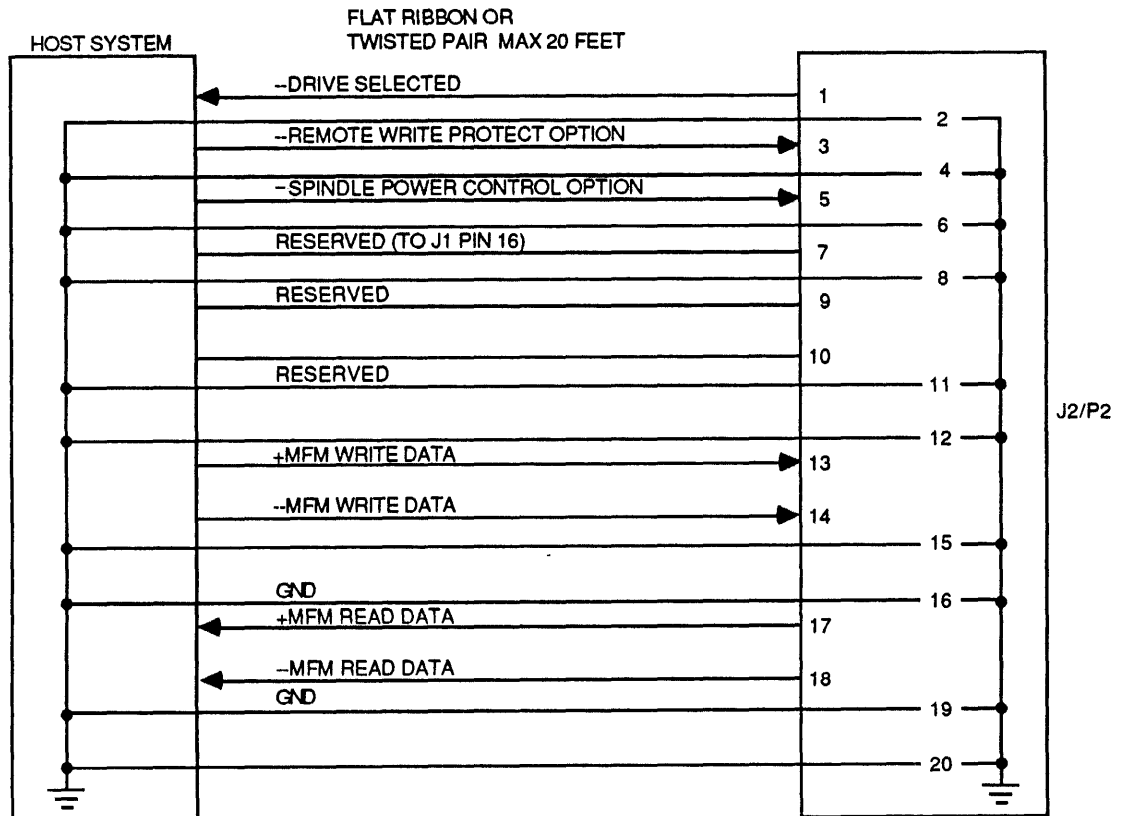 FLAT RIBBON OR
HOST SYSTEM
TWISTED PAIR MAX 20 FEET
--DRIVE SELECTED
1
2
--REMOTE WRITE PROTECT OPTION
3
4
-SPINDLE POWER CONTROL OPTION
5
6
RESERVED (TO J1 PIN 16)
7
8
RESERVED
9
10
RESERVED
11
J2/P2
12
+MFM WRITE DATA
13
--MFM WRITE DATA
14
15
GND
16
+MFM READ DATA
17
--MFM READ DATA
18
GND
19
20